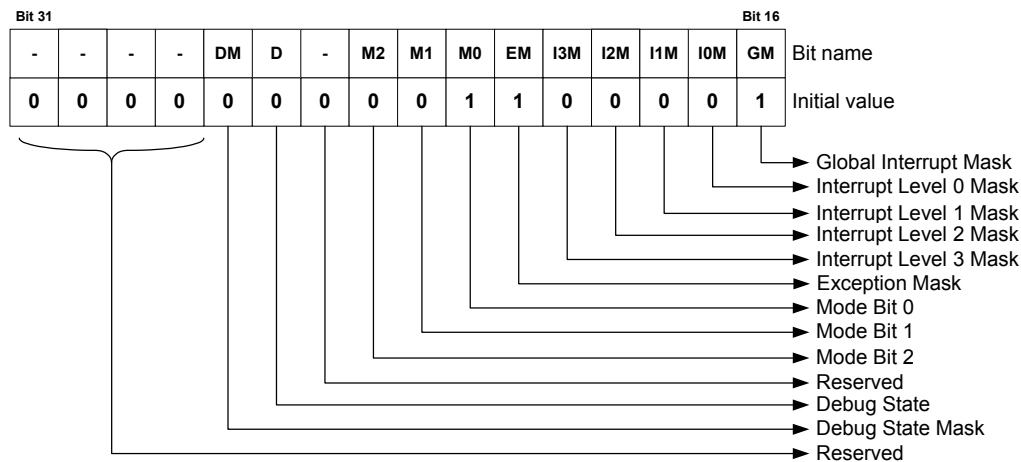 Bit 31 Bit 16
- - - - DM D - M2 M1 M0 EM I3M I2M I1M I0M GM Bit name
0 0 0 0 0 0 0 0 0 1 1 0 0 0 0 1 Initial value
Global Interrupt Mask
Interrupt Level 0 Mask
Interrupt Level 1 Mask
Interrupt Level 2 Mask
Interrupt Level 3 Mask
Exception Mask
Mode Bit 0
Mode Bit 1
Mode Bit 2
Reserved
Debug State
Debug State Mask
Reserved